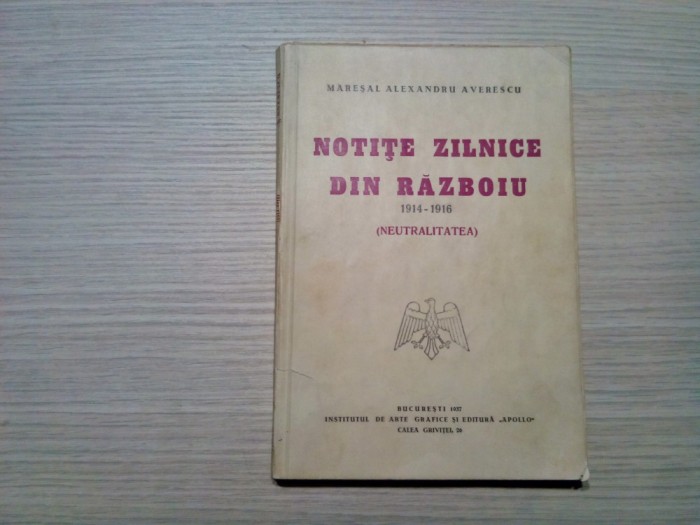 MAREȘAL ALEXANDRU AVERESCU
NOTIȚE ZILNICE
DIN RĂZBOIU
1914-1916
(NEUTRALITATEA)
BUCUREȘTI 1937
INSTITUTUL DE ARTE GRAFICE ȘI EDITURĂ „APOLLO"
CALEA GRIVIȚEI,